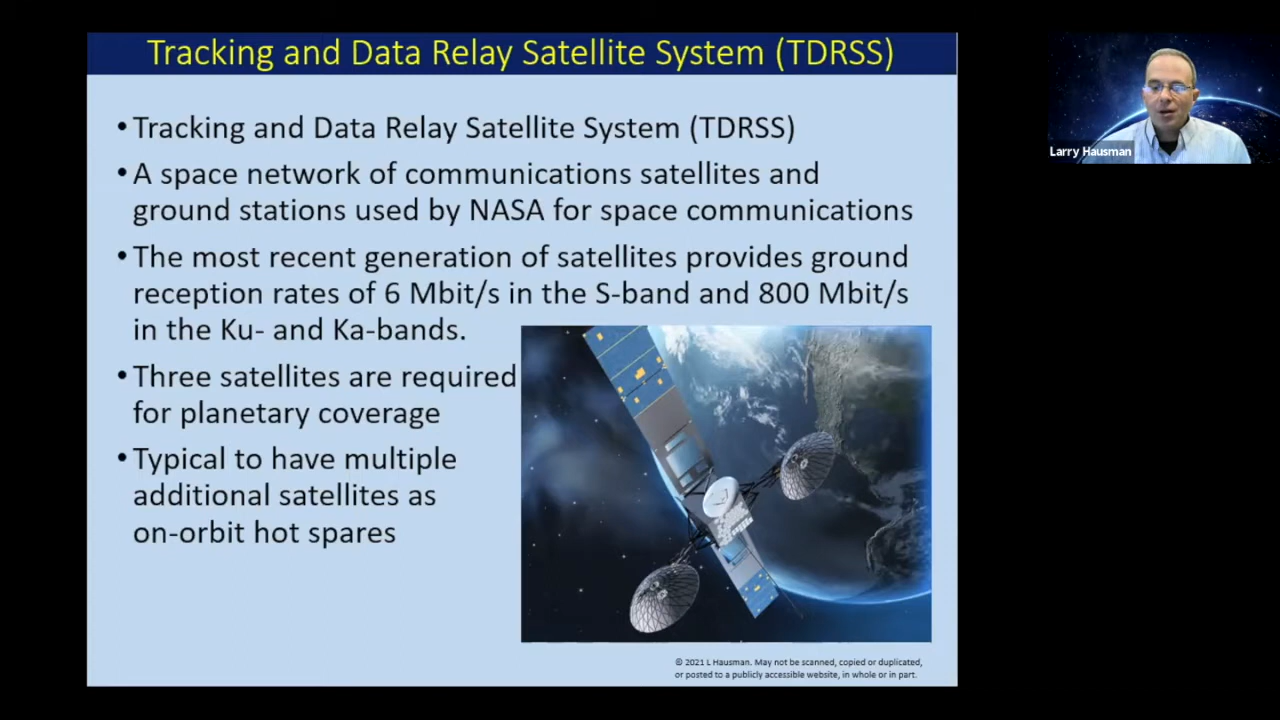 Tracking and Data Relay Satellite System (TDRSS)
• Tracking and Data Relay Satellite System (TDRSS)
• A space network of communications satellites and
ground stations used by NASA for space communications
• The most recent generation of satellites provides ground
reception rates of 6 Mbit/s in the S-band and 800 Mbit/s
in the Ku- and Ka-bands.
• Three satellites are required
for planetary coverage
• Typical to have multiple
additional satellites as
on-orbit hot spares
© 2021 L Hausman. May not be scanned, copied or duplicated,
or posted to a publicly accessible website, in whole or in part.
Larry Hausman